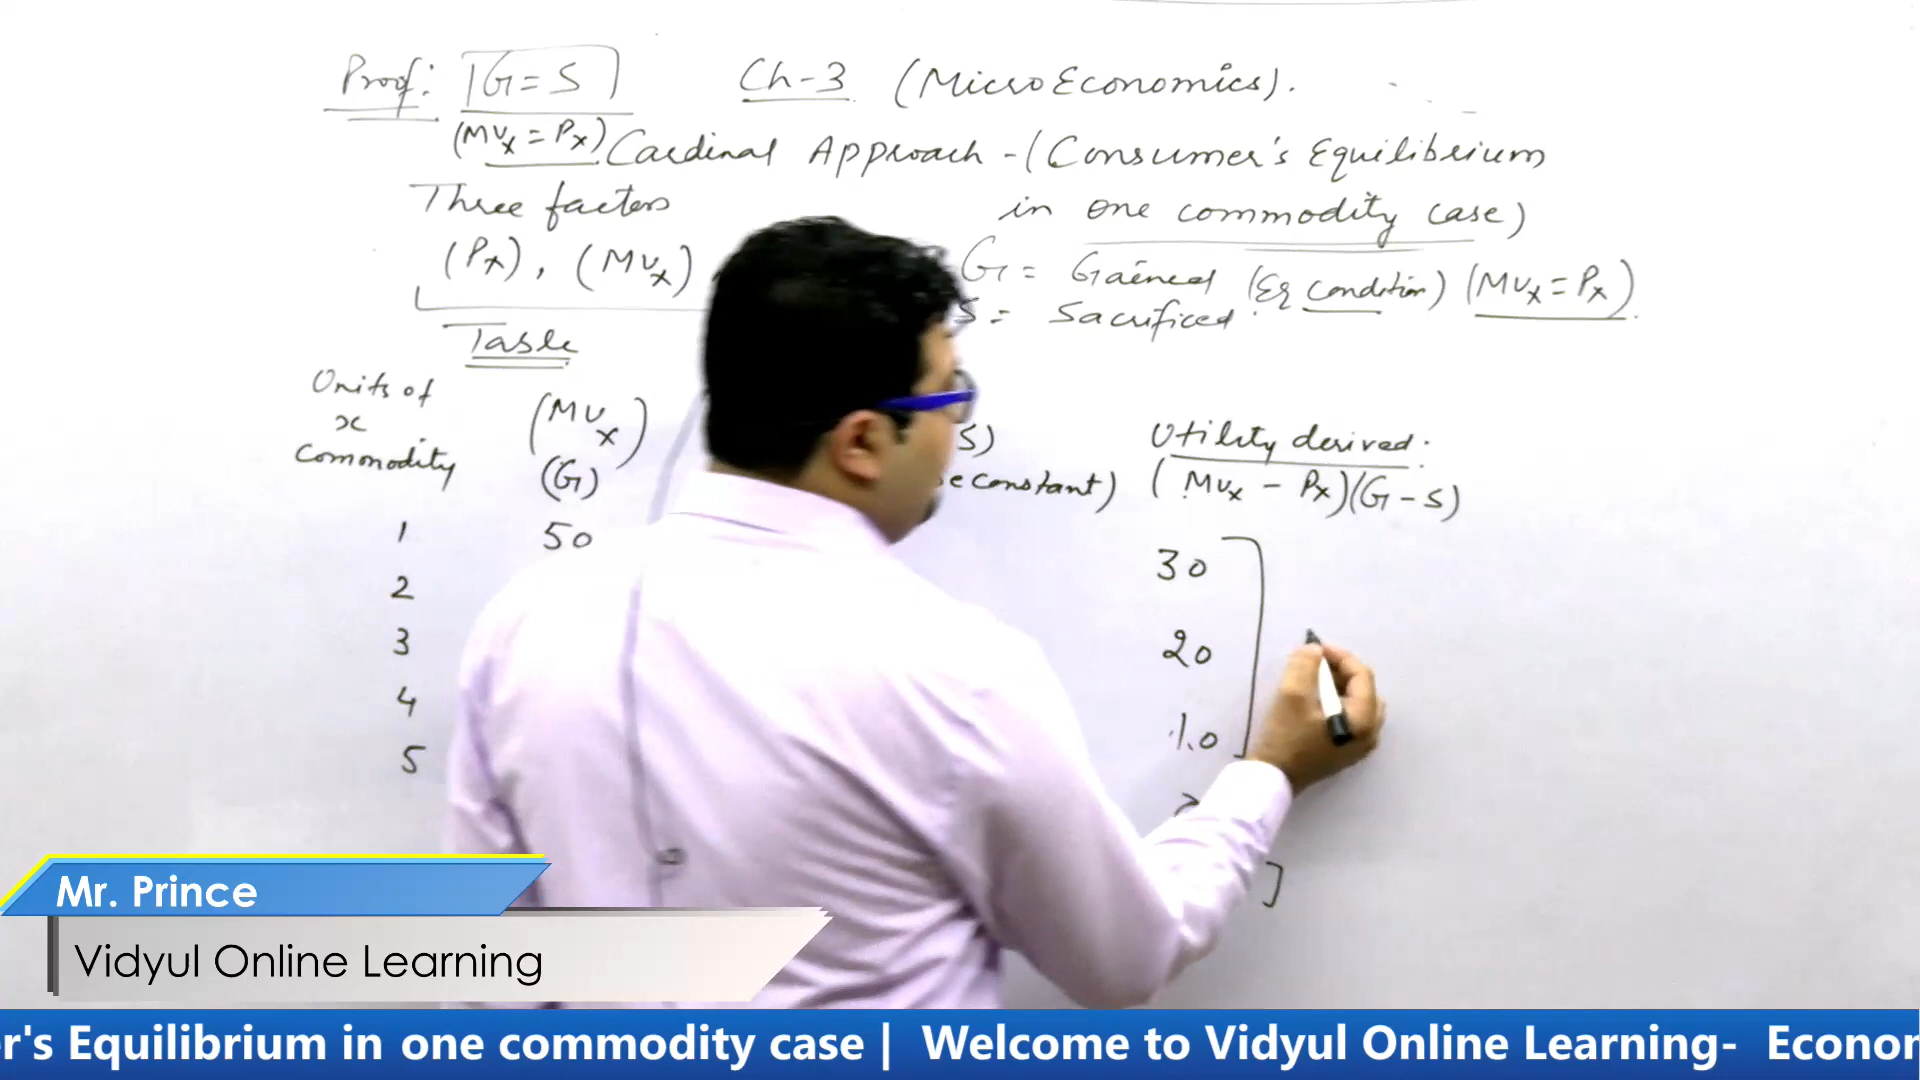 Proof: G = S Ch-3 (MicroEconomics).
(MUx = Px) Cardinal Approach - (Consumer's Equilibrium
in one commodity case)
Three factors
(Px), (MUx)
G = Gained (Eq condition) (MUx = Px)
S = Sacrificed
Table
Units of
x
Commodity
(MUx)
(G)
S)
constant)
Utility derived:
(MUx - Px)(G - S)
1 50 30
2 20
3 10
4
5
Mr. Prince
Vidyul Online Learning
r's Equilibrium in one commodity case | Welcome to Vidyul Online Learning- Econor